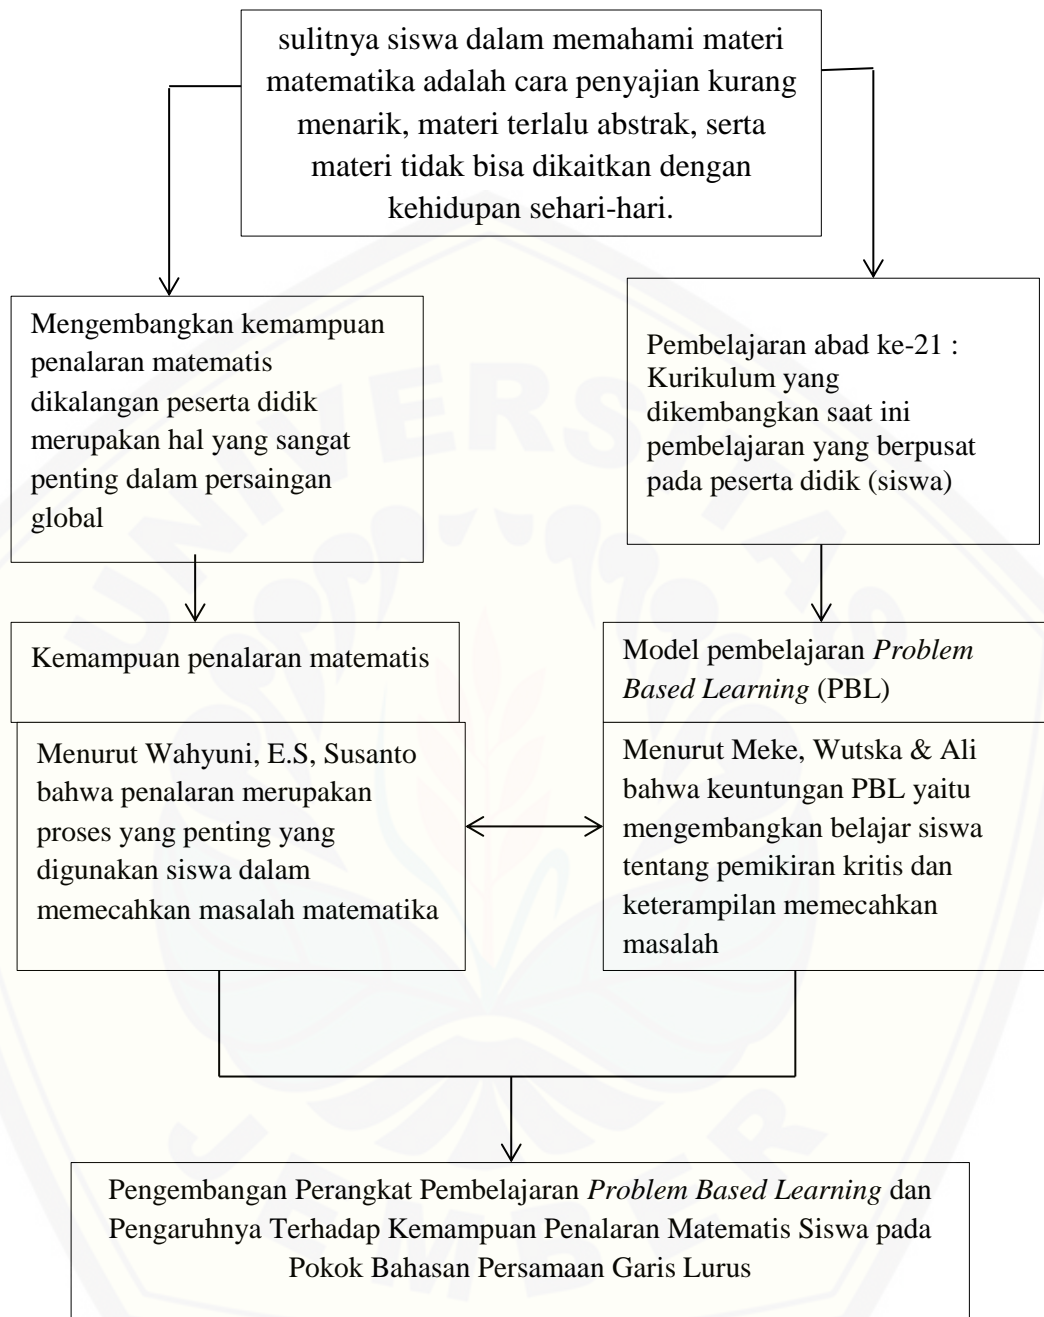 sulitnya siswa dalam memahami materi
matematika adalah cara penyajian kurang
menarik, materi terlalu abstrak, serta
materi tidak bisa dikaitkan dengan
kehidupan sehari-hari.
Mengembangkan kemampuan
penalaran matematis
dikalangan peserta didik
merupakan hal yang sangat
penting dalam persaingan
global
Pembelajaran abad ke-21 :
Kurikulum yang
dikembangkan saat ini
pembelajaran yang berpusat
pada peserta didik (siswa)
Kemampuan penalaran matematis
Model pembelajaran Problem
Based Learning (PBL)
Menurut Wahyuni, E.S, Susanto
bahwa penalaran merupakan
proses yang penting yang
digunakan siswa dalam
memecahkan masalah matematika
Menurut Meke, Wutska & Ali
bahwa keuntungan PBL yaitu
mengembangkan belajar siswa
tentang pemikiran kritis dan
keterampilan memecahkan
masalah
Pengembangan Perangkat Pembelajaran Problem Based Learning dan
Pengaruhnya Terhadap Kemampuan Penalaran Matematis Siswa pada
Pokok Bahasan Persamaan Garis Lurus
UNIVERSITAS
JEMBER